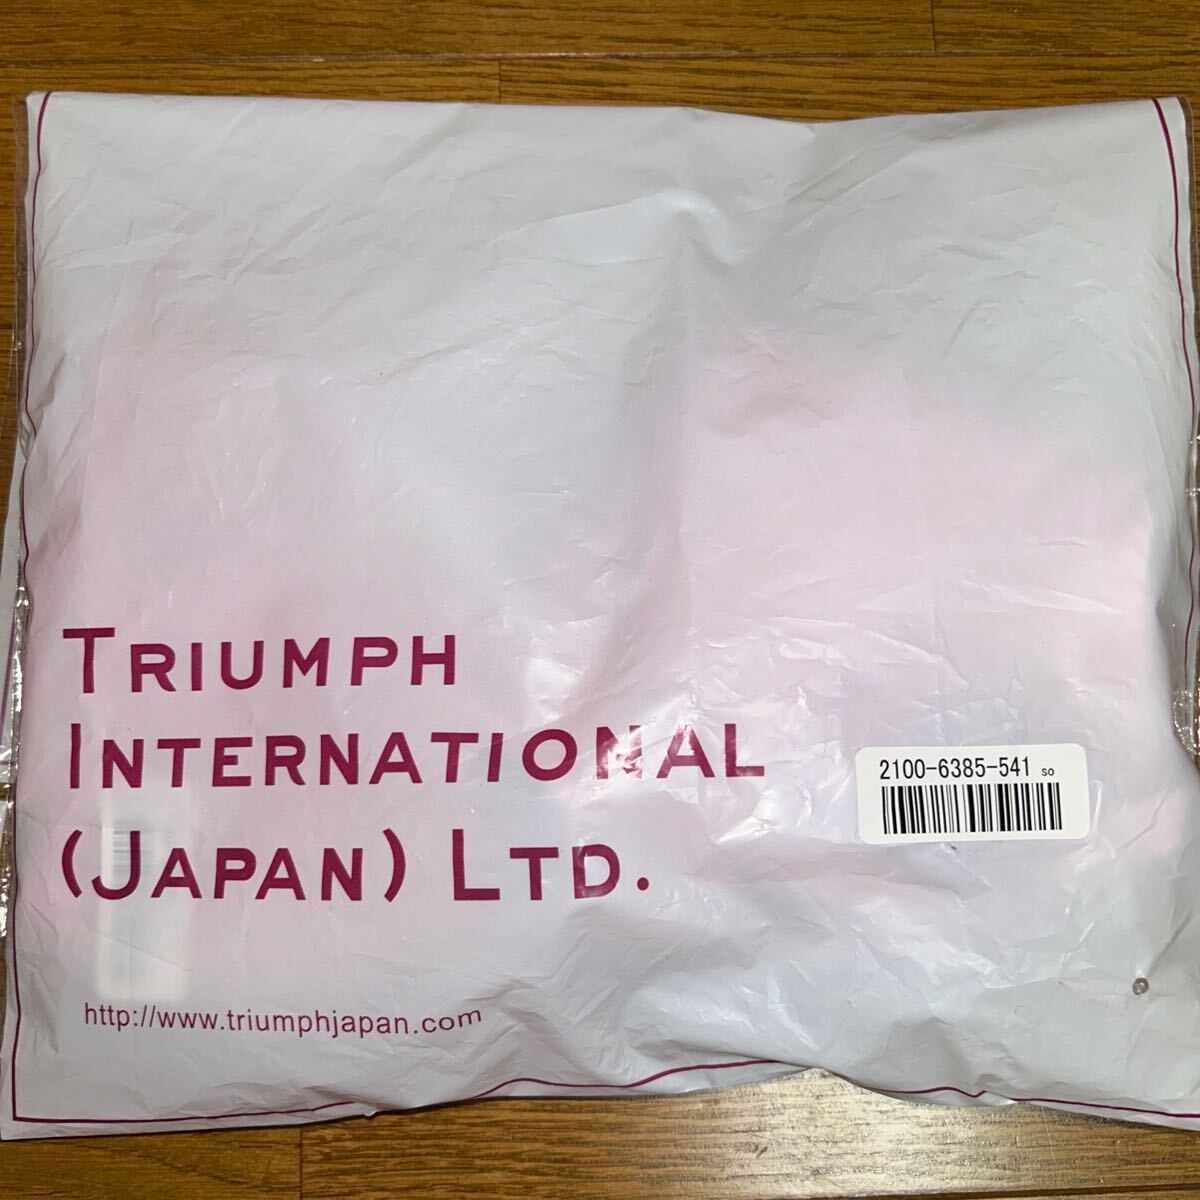 TRIUMPH
INTERNATIONAL
(JAPAN) LTD.
2100-6385-541 SO
http://www.triumphjapan.com